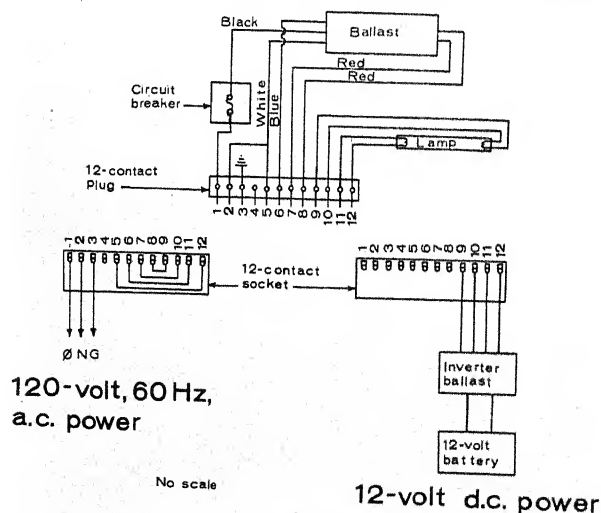 Black
Ballast
Red
Red
Circuit
breaker
White
Blue
Lamp
12-contact
plug
1 2 3 4 5 6 7 8 9 10 11 12
1 2 3 4 5 6 7 8 9 10 11 12
1 2 3 4 5 6 7 8 9 10 11 12
12-contact
socket
Ø N G
Inverter
ballast
120-volt, 60 Hz,
a.c. power
12-volt
battery
No scale
12-volt d.c. power